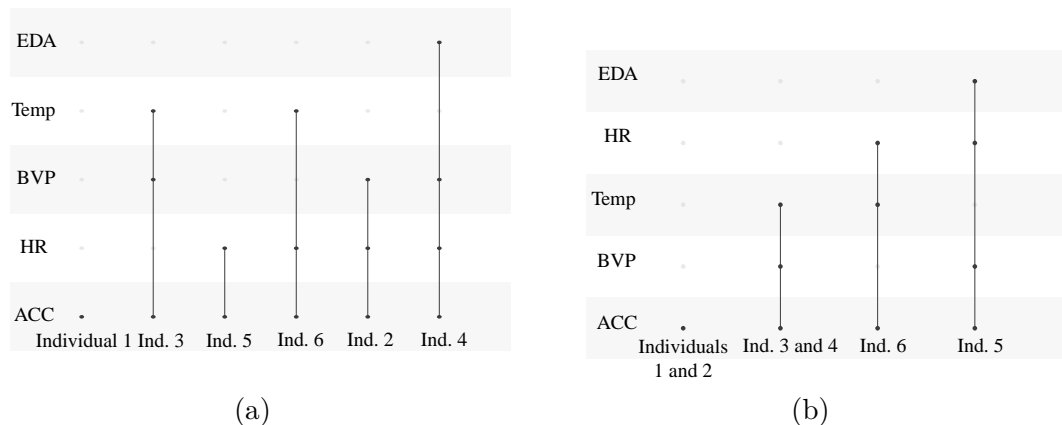 EDA
Temp
BVP
HR
ACC
Individual 1 Ind. 3 Ind. 5 Ind. 6 Ind. 2 Ind. 4
(a)
EDA
HR
Temp
BVP
ACC
Individuals Ind. 3 and 4 Ind. 6 Ind. 5
1 and 2
(b)